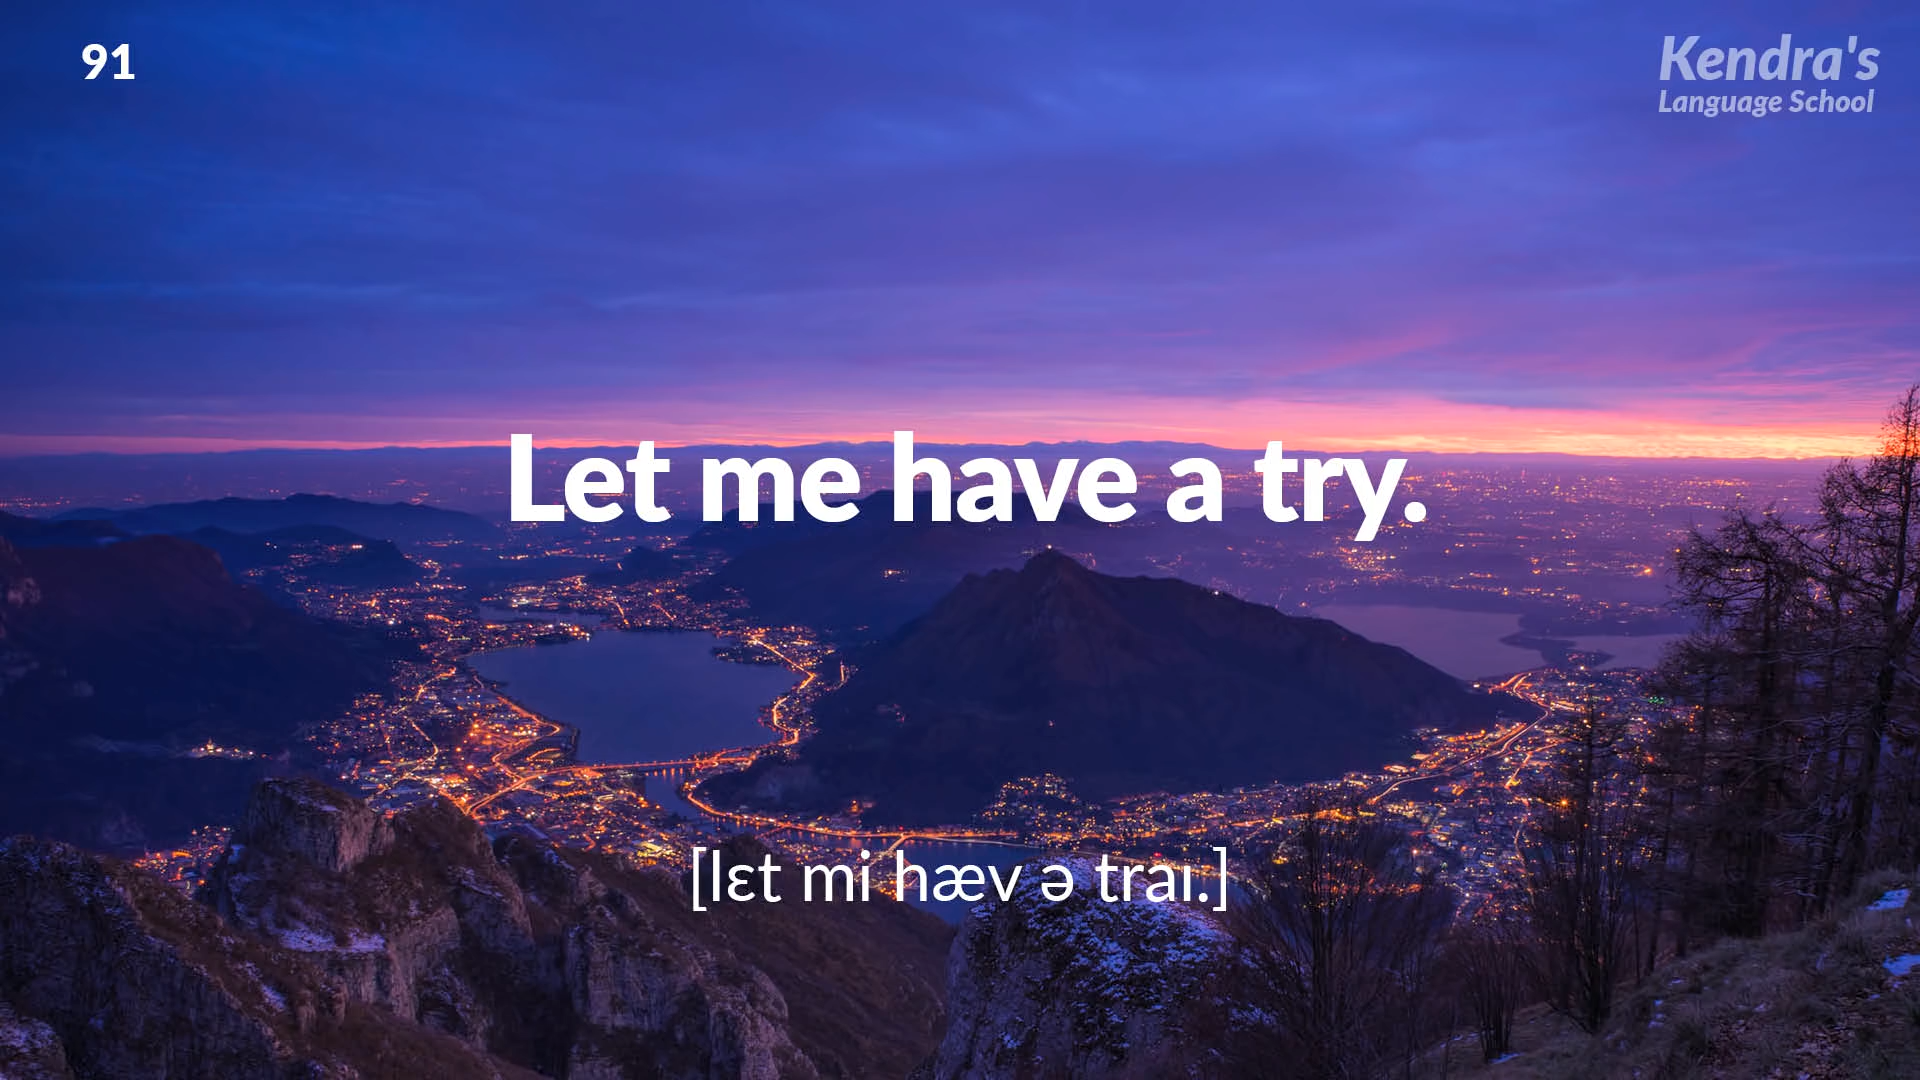 91
Kendra's
Language School
Let me have a try.
[lɛt mi hæv ə traɪ.]